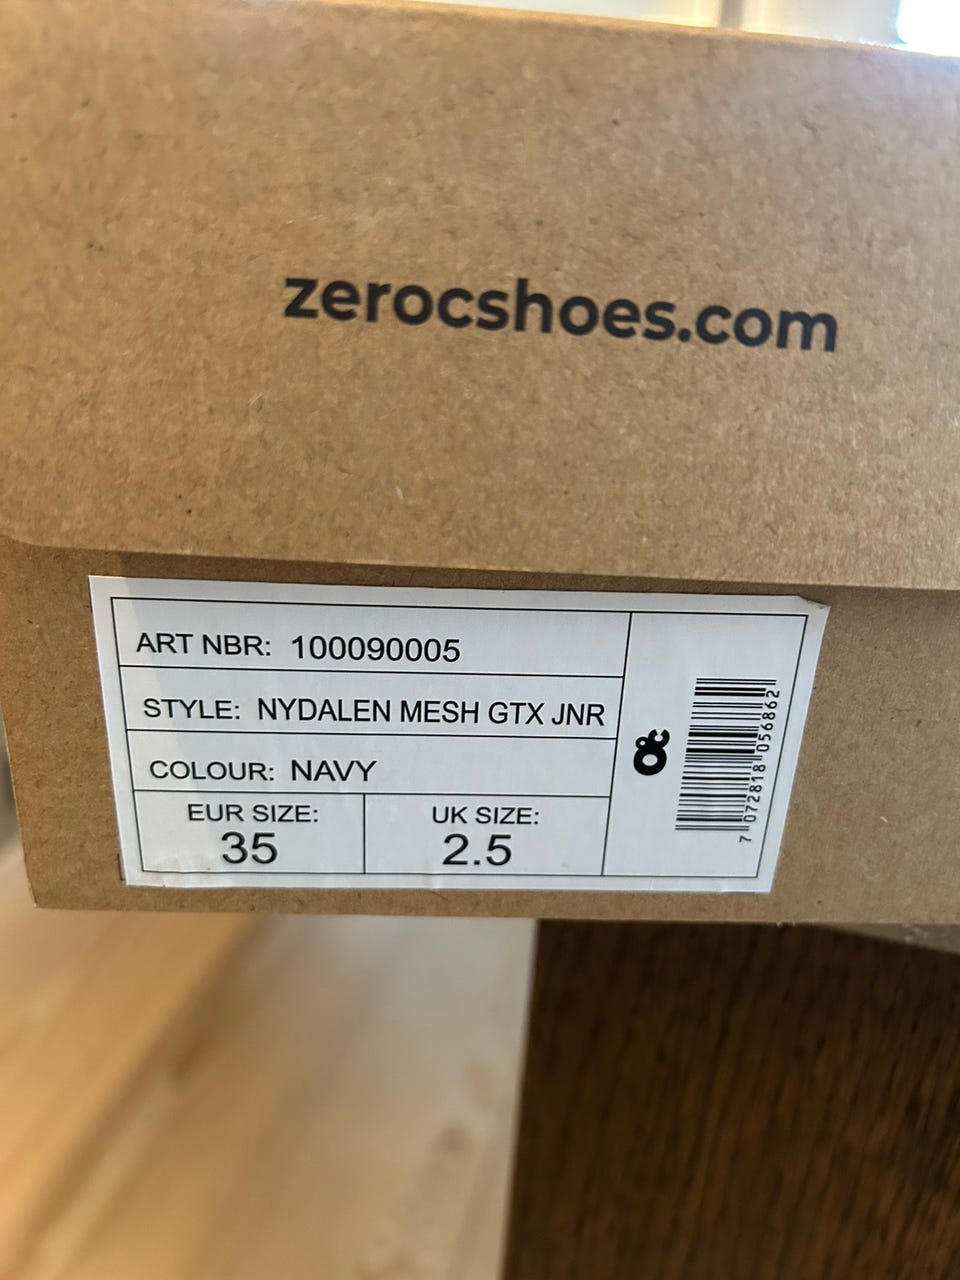 zerocshoes.com
ART NBR: 100090005
STYLE: NYDALEN MESH GTX JNR
COLOUR: NAVY
EUR SIZE:
35
UK SIZE:
2.5
7 072818 056862